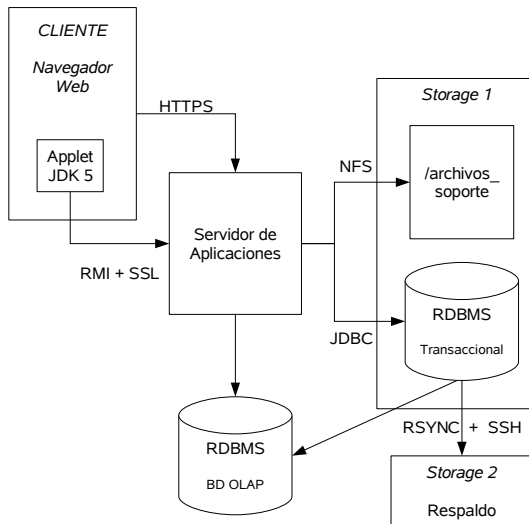 CLIENTE
Navegador
Web
Applet
JDK 5
HTTPS
RMI + SSL
Servidor de
Aplicaciones
NFS
JDBC
Storage 1
/archivos_
soporte
RDBMS
Transaccional
RSYNC + SSH
RDBMS
BD OLAP
Storage 2
Respaldo